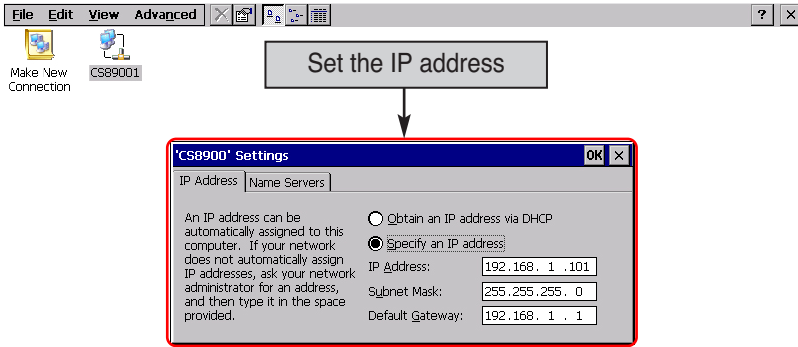 File Edit View Advanced ? ×
Make New
Connection
CS89001
Set the IP address
'CS8900' Settings OK ×
IP Address Name Servers
An IP address can be
automatically assigned to this
computer. If your network
does not automatically assign
IP addresses, ask your network
administrator for an address,
and then type it in the space
provided.
Obtain an IP address via DHCP
Specify an IP address
IP Address: 192.168. 1 .101
Subnet Mask: 255.255.255. 0
Default Gateway: 192.168. 1 . 1